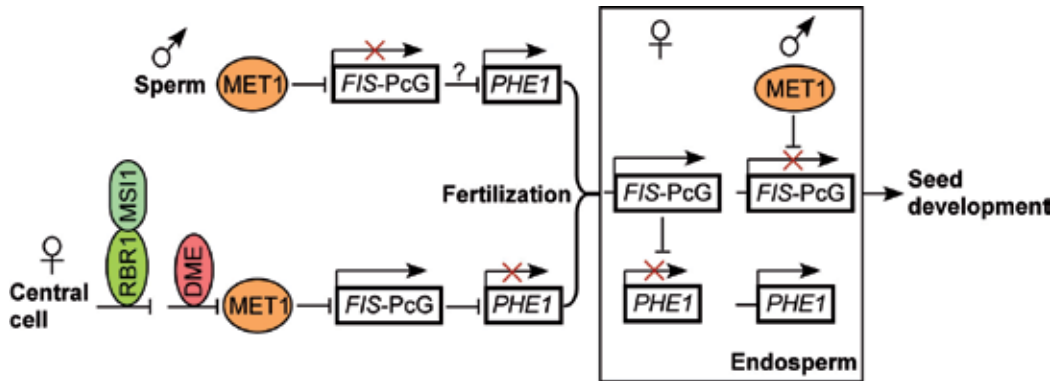 ♂
Sperm
MET1
FIS-PcG
?
PHE1
♀
Central
cell
RBR1
MSI1
DME
MET1
FIS-PcG
PHE1
Fertilization
♀
♂
MET1
FIS-PcG
FIS-PcG
PHE1
PHE1
Endosperm
Seed
development